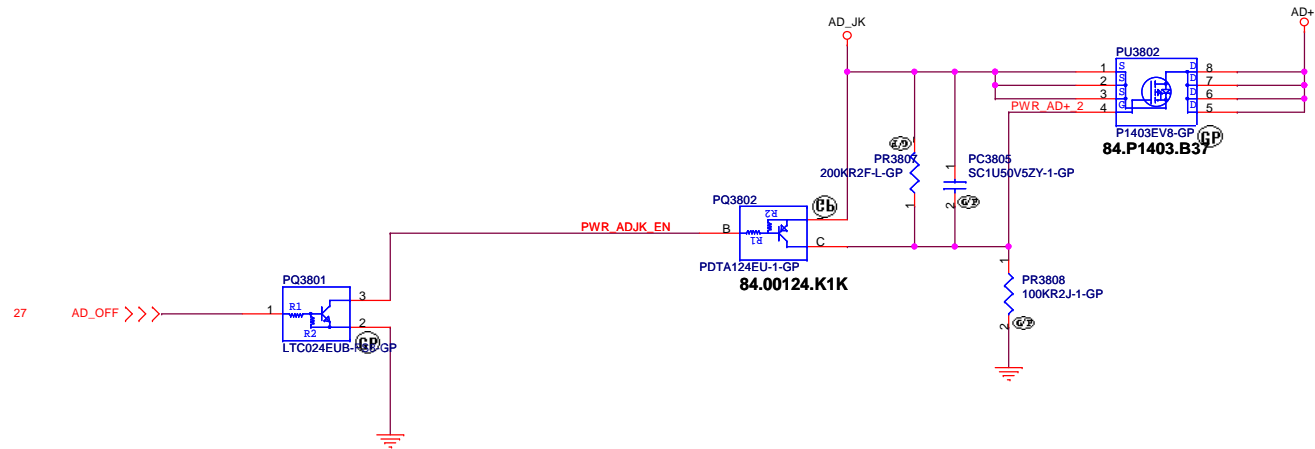 AD_JK
AD+
PU3802
1 S D 8
2 S D 7
3 S D 6
PWR_AD+_2 4 G D 5
P1403EV8-GP GP
84.P1403.B37
G/P
PR3807
200KR2F-L-GP
1
1
PC3805
SC1U50V5ZY-1-GP
2 G/P
PQ3802
R2
B R1
C
PDTA124EU-1-GP
84.00124.K1K
PWR_ADJK_EN
1
PR3808
100KR2J-1-GP
2 G/P
PQ3801
27 AD_OFF 1 R1 3
R2 2
GP